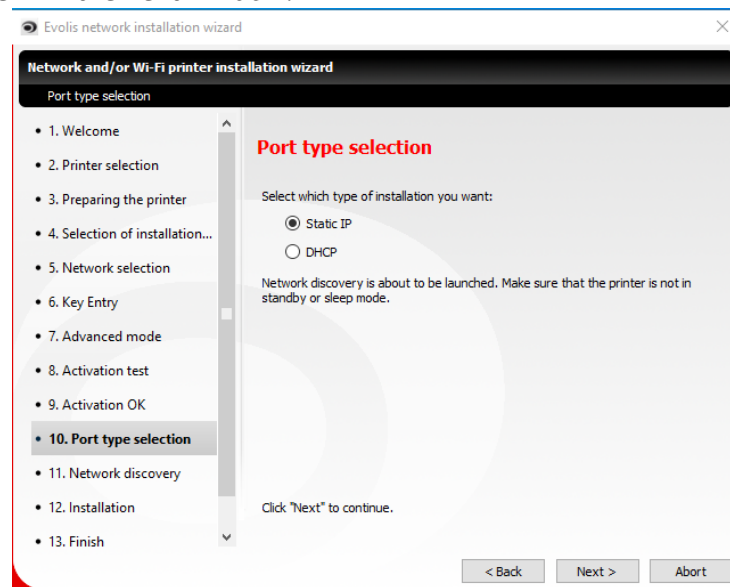 Evolis network installation wizard
Network and/or Wi-Fi printer installation wizard
Port type selection
• 1. Welcome
• 2. Printer selection
• 3. Preparing the printer
• 4. Selection of installation...
• 5. Network selection
• 6. Key Entry
• 7. Advanced mode
• 8. Activation test
• 9. Activation OK
• 10. Port type selection
• 11. Network discovery
• 12. Installation
• 13. Finish
Port type selection
Select which type of installation you want:
Static IP
DHCP
Network discovery is about to be launched. Make sure that the printer is not in
standby or sleep mode.
Click "Next" to continue.
< Back
Next >
Abort